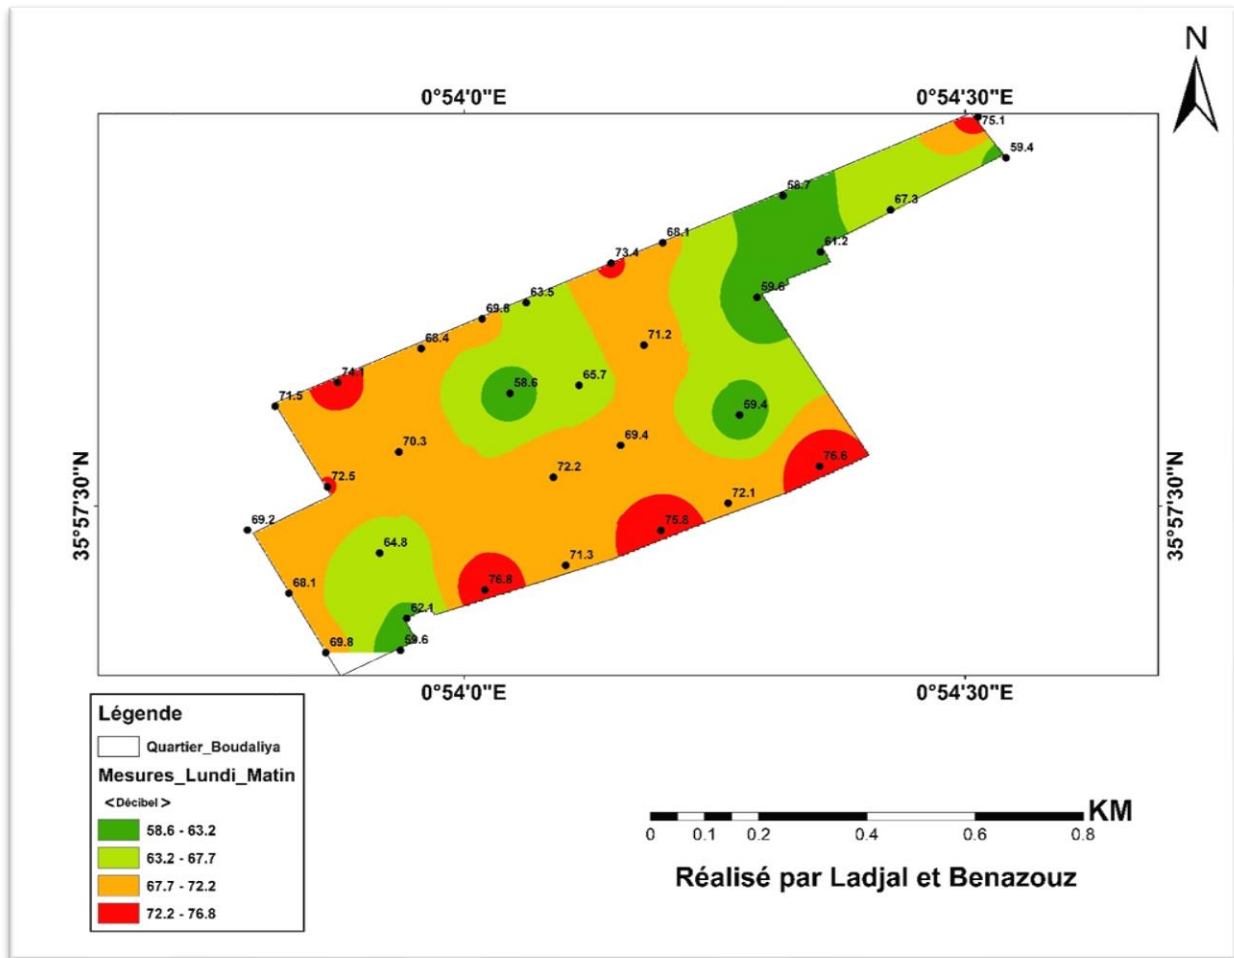 N
0°54'0"E
0°54'30"E
75.1
59.4
58.7
67.3
68.1
61.2
73.4
59.6
63.5
69.8
68.4
71.2
74.1
65.7
58.6
71.5
59.4
69.4
70.3
76.6
72.2
72.5
35°57'30"N
35°57'30"N
72.1
69.2
75.8
64.8
71.3
76.8
68.1
62.1
59.6
69.8
0°54'0"E
0°54'30"E
Légende
Quartier_Boudaliya
Mesures_Lundi_Matin
<Décibel >
58.6 - 63.2
63.2 - 67.7
67.7 - 72.2
72.2 - 76.8
KM
0 0.1 0.2 0.4 0.6 0.8
Réalisé par Ladjal et Benazouz